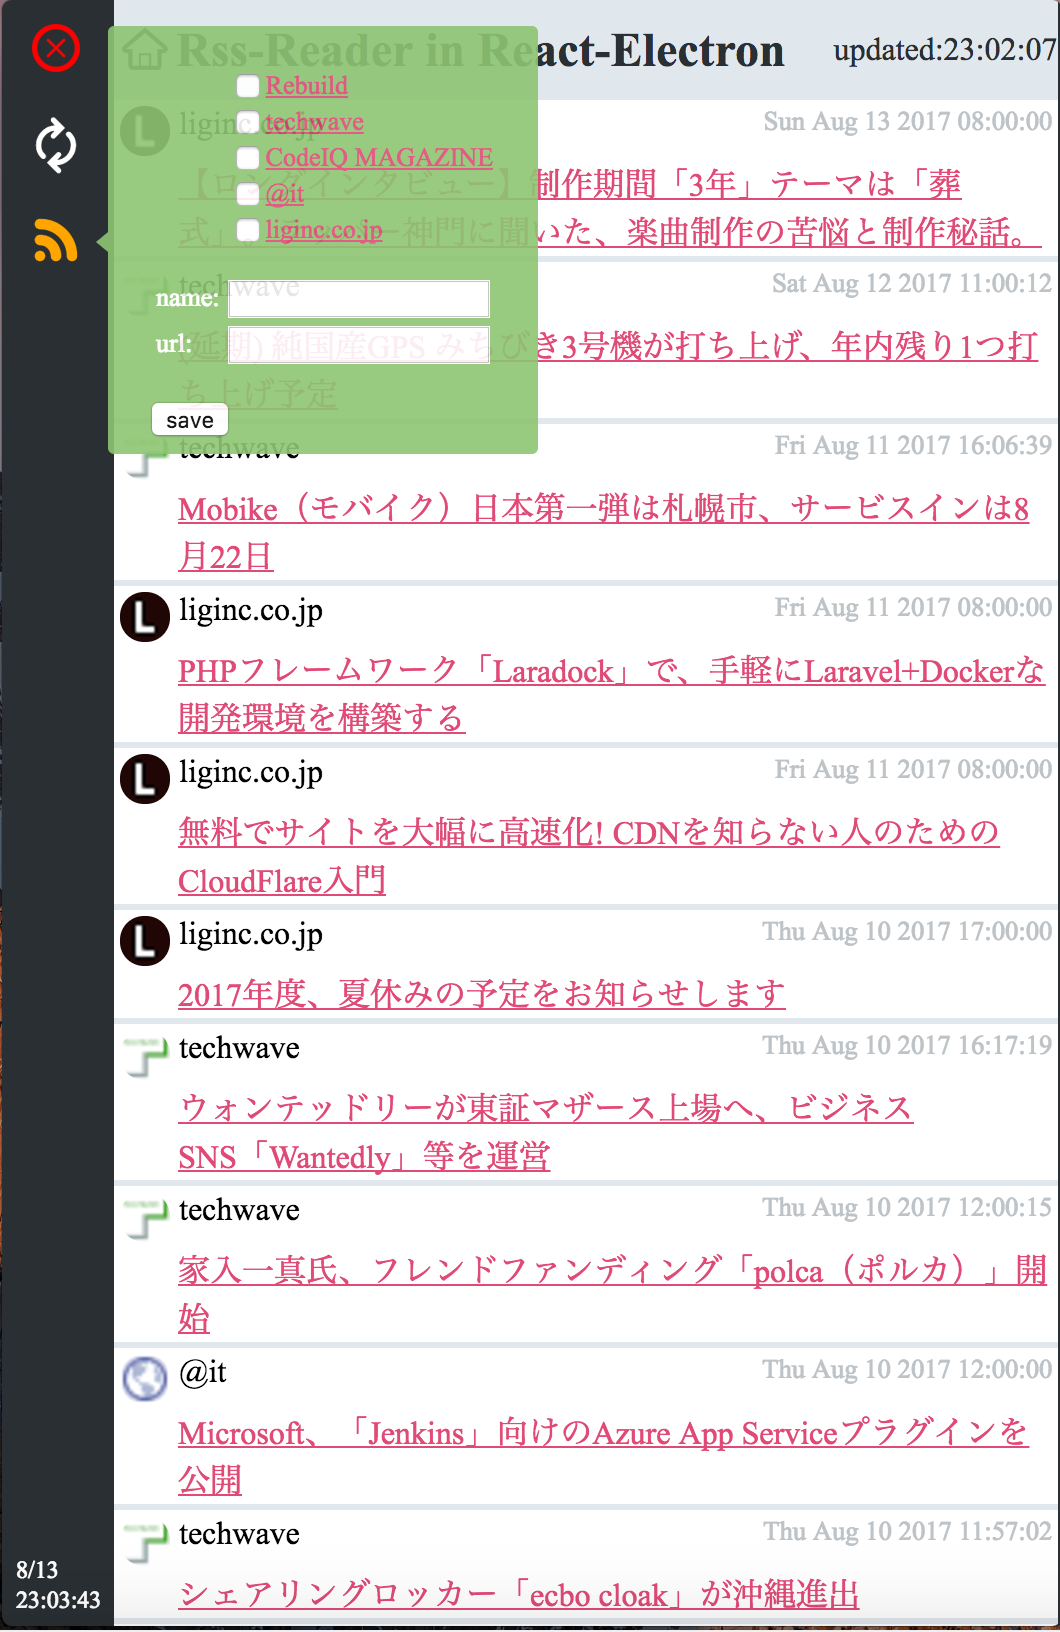 Rss-Reader in React-Electron
updated:23:02:07
Rebuild
techwave
CodeIQ MAGAZINE
@it
liginc.co.jp
name:
url:
save
liginc.co.jp
Sun Aug 13 2017 08:00:00
【ロングインタビュー】制作期間「3年」テーマは「葬
式」 神門に聞いた、楽曲制作の苦悩と制作秘話。
techwave
Sat Aug 12 2017 11:00:12
(延期) 純国産GPS みちびき3号機が打ち上げ、年内残り1つ打
ち上げ予定
techwave
Fri Aug 11 2017 16:06:39
Mobike（モバイク）日本第一弾は札幌市、サービスインは8
月22日
liginc.co.jp
Fri Aug 11 2017 08:00:00
PHPフレームワーク「Laradock」で、手軽にLaravel+Dockerな
開発環境を構築する
liginc.co.jp
Fri Aug 11 2017 08:00:00
無料でサイトを大幅に高速化! CDNを知らない人のための
CloudFlare入門
liginc.co.jp
Thu Aug 10 2017 17:00:00
2017年度、夏休みの予定をお知らせします
techwave
Thu Aug 10 2017 16:17:19
ウォンテッドリーが東証マザース上場へ、ビジネス
SNS「Wantedly」等を運営
techwave
Thu Aug 10 2017 12:00:15
家入一真氏、フレンドファンディング「polca（ポルカ）」開
始
@it
Thu Aug 10 2017 12:00:00
Microsoft、「Jenkins」向けのAzure App Serviceプラグインを
公開
techwave
Thu Aug 10 2017 11:57:02
シェアリングロッカー「ecbo cloak」が沖縄進出
8/13
23:03:43